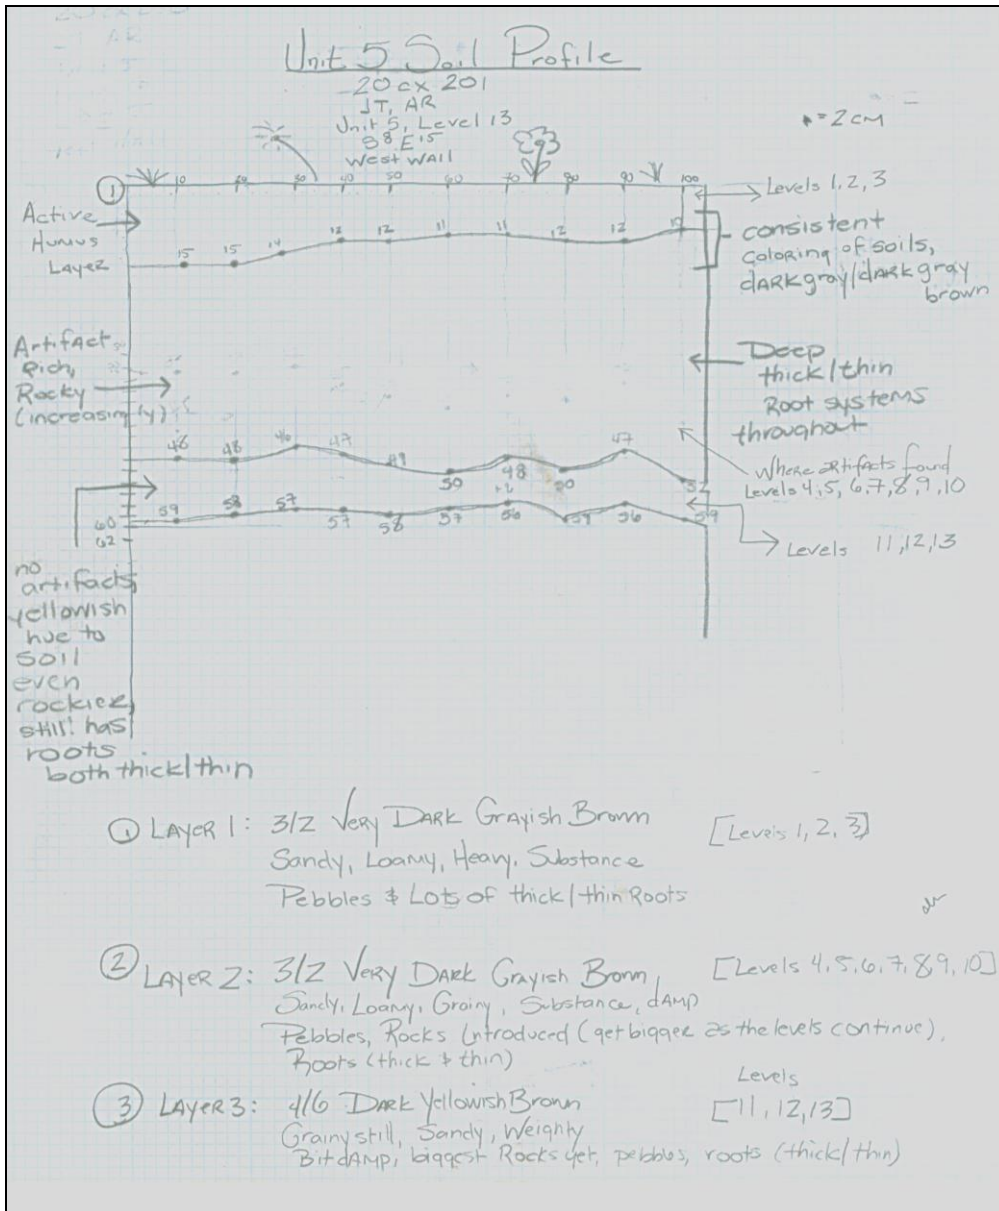 Unit 5 Soil Profile
20 cx 201
JT, AR
Unit 5, Level 13
S8 E15
West Wall
= 2 cm
1
10 20 30 40 50 60 70 80 90 100
Levels 1, 2, 3
Active
Humus
Layer
15 15 14 12 12 11 11 12 12 10
consistent
coloring of soils,
dark gray/dark gray
brown
Artifact
Rich,
Rocky
(increasingly)
Deep
thick/thin
Root systems
throughout
Where artifacts found
Levels 4, 5, 6, 7, 8, 9, 10
48 48 46 47 49 50 48 50 47 52
59 58 57 57 58 57 56 59 56 59
60
62
Levels 11, 12, 13
no
artifacts,
yellowish
hue to
soil
even
rockier,
still has
roots
both thick/thin
1 Layer 1: 3/2 Very Dark Grayish Brown [Levels 1, 2, 3]
Sandy, Loamy, Heavy, Substance
Pebbles & Lots of thick/thin Roots
2 Layer 2: 3/2 Very Dark Grayish Brown, [Levels 4, 5, 6, 7, 8, 9, 10]
Sandy, Loamy, Grainy, Substance, damp
Pebbles, Rocks introduced (get bigger as the levels continue),
Roots (thick & thin)
3 Layer 3: 4/6 Dark Yellowish Brown Levels [11, 12, 13]
Grainy still, Sandy, Weighty
Bit damp, biggest Rocks yet, pebbles, roots (thick/thin)